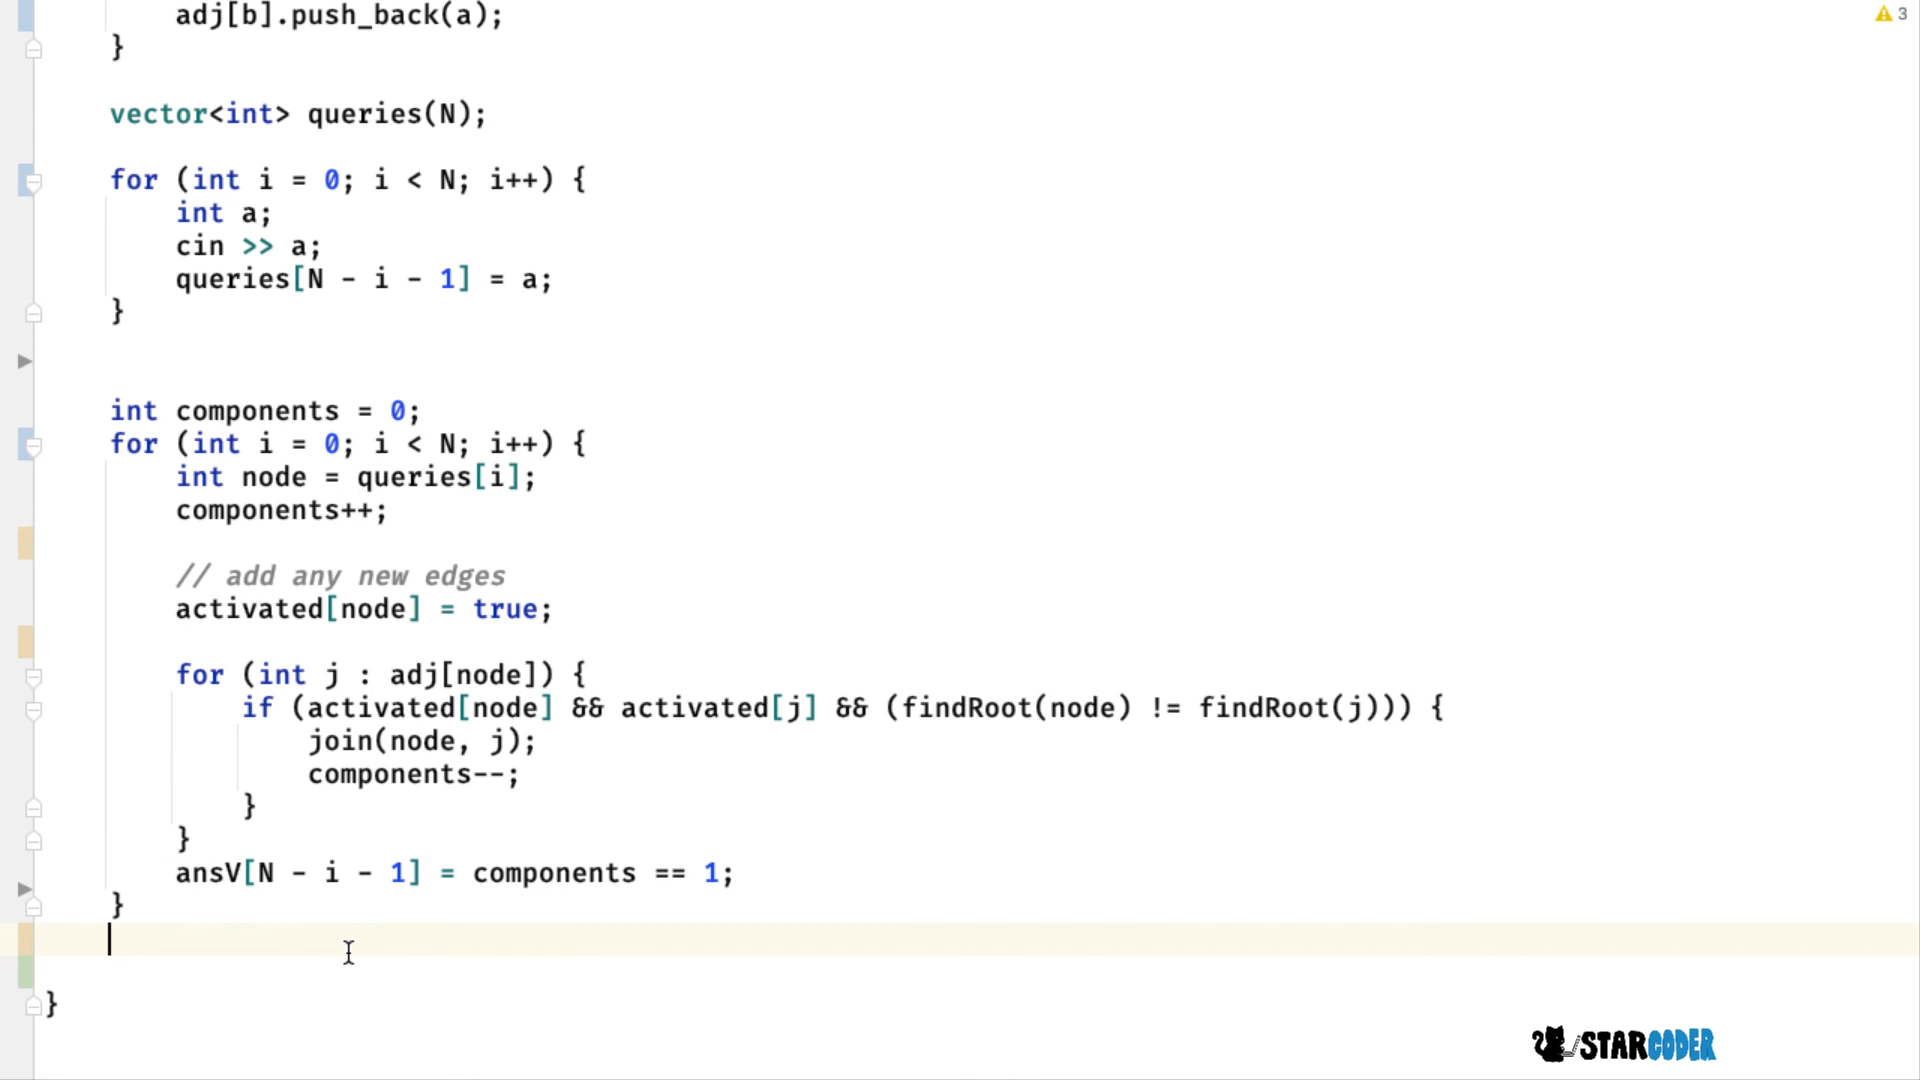 adj[b].push_back(a);
3
}
vector<int> queries(N);
for (int i = 0; i < N; i++) {
int a;
cin >> a;
queries[N - i - 1] = a;
}
int components = 0;
for (int i = 0; i < N; i++) {
int node = queries[i];
components++;
// add any new edges
activated[node] = true;
for (int j : adj[node]) {
if (activated[node] && activated[j] && (findRoot(node) != findRoot(j))) {
join(node, j);
components--;
}
}
ansV[N - i - 1] = components == 1;
}
}
STARCODER